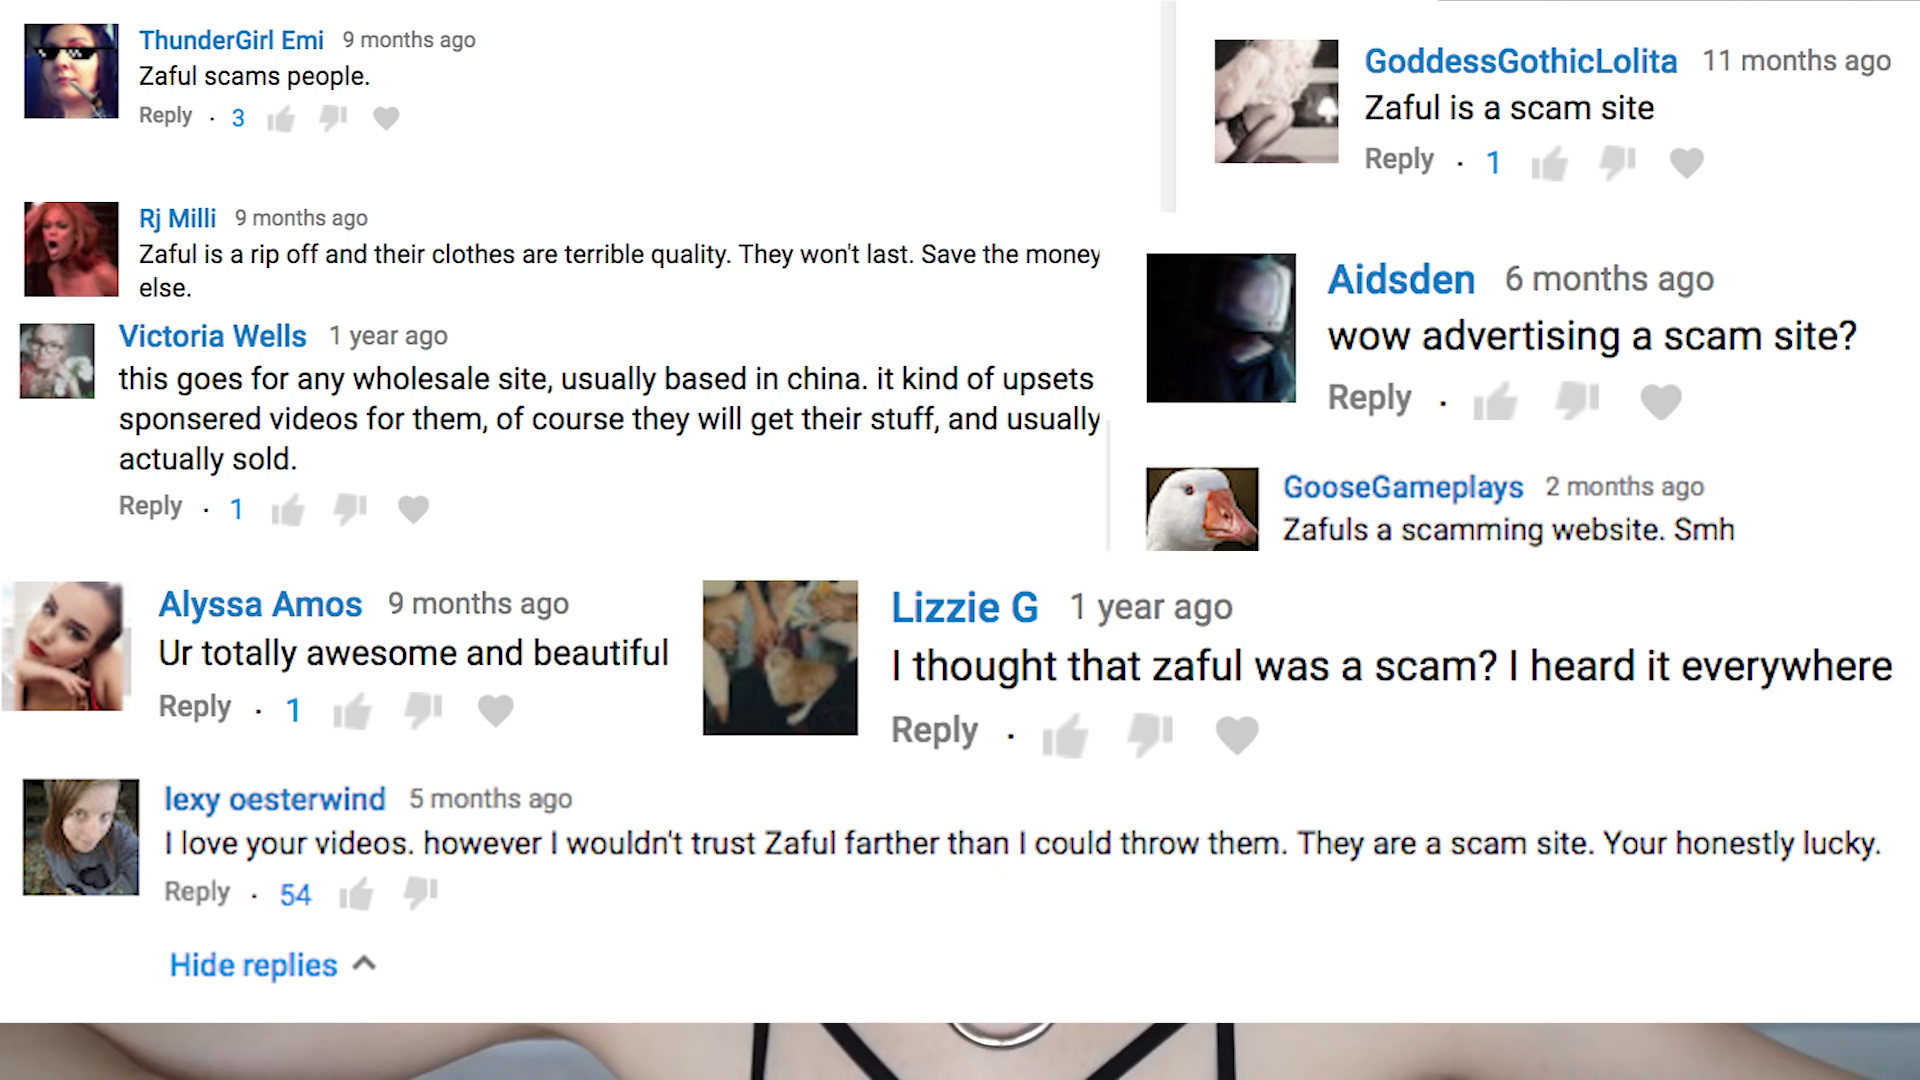 ThunderGirl Emi 9 months ago
Zaful scams people.
Reply · 3
Rj Milli 9 months ago
Zaful is a rip off and their clothes are terrible quality. They won't last. Save the money
else.
Victoria Wells 1 year ago
this goes for any wholesale site, usually based in china. it kind of upsets
sponsered videos for them, of course they will get their stuff, and usually
actually sold.
Reply · 1
GoddessGothicLolita 11 months ago
Zaful is a scam site
Reply · 1
Aidsden 6 months ago
wow advertising a scam site?
Reply ·
GooseGameplays 2 months ago
Zafuls a scamming website. Smh
Alyssa Amos 9 months ago
Ur totally awesome and beautiful
Reply · 1
Lizzie G 1 year ago
I thought that zaful was a scam? I heard it everywhere
Reply ·
lexy oesterwind 5 months ago
I love your videos. however I wouldn't trust Zaful farther than I could throw them. They are a scam site. Your honestly lucky.
Reply · 54
Hide replies